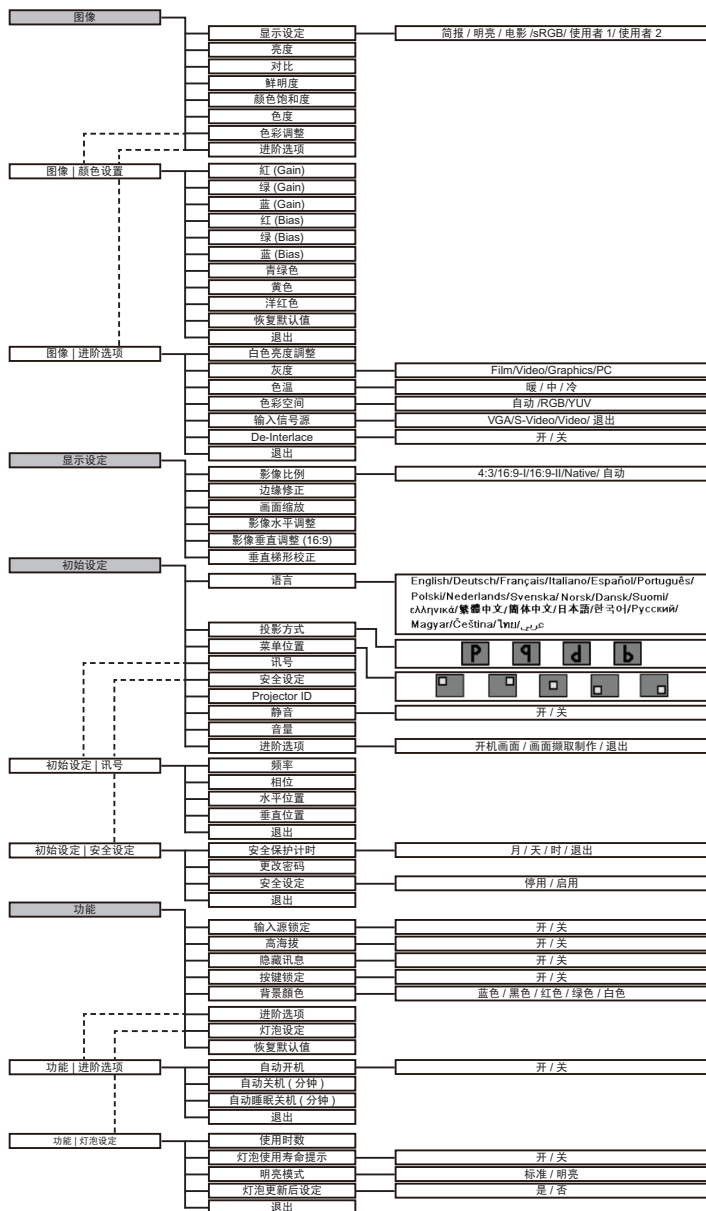 图像
显示设定 简报 / 明亮 / 电影 /sRGB/ 使用者 1/ 使用者 2
亮度
对比
鲜明度
颜色饱和度
色度
色彩调整
进阶选项
图像 | 颜色设置 紅 (Gain)
绿 (Gain)
蓝 (Gain)
红 (Bias)
绿 (Bias)
蓝 (Bias)
青绿色
黄色
洋红色
恢复默认值
退出
图像 | 进阶选项 白色亮度調整
灰度 Film/Video/Graphics/PC
色温 暖 / 中 / 冷
色彩空间 自动 /RGB/YUV
输入信号源 VGA/S-Video/Video/ 退出
De-Interlace 开 / 关
退出
显示设定
影像比例 4:3/16:9-I/16:9-II/Native/ 自动
边缘修正
画面缩放
影像水平调整
影像垂直调整 (16:9)
垂直梯形校正
初始设定
语言 English/Deutsch/Français/Italiano/Español/Português/
Polski/Nederlands/Svenska/ Norsk/Dansk/Suomi/
ελληνικά/繁體中文/简体中文/日本語/한국어/Русский/
Magyar/Čeština/ไทย/عربي
投影方式
菜单位置
讯号
安全设定
Projector ID
静音 开 / 关
音量
进阶选项 开机画面 / 画面撷取制作 / 退出
初始设定 | 讯号 频率
相位
水平位置
垂直位置
退出
初始设定 | 安全设定 安全保护计时 月 / 天 / 时 / 退出
更改密码
安全设定 停用 / 启用
退出
功能
输入源锁定 开 / 关
高海拔 开 / 关
隐藏讯息 开 / 关
按键锁定 开 / 关
背景顏色 蓝色 / 黑色 / 红色 / 绿色 / 白色
进阶选项
灯泡设定
恢复默认值
功能 | 进阶选项 自动开机 开 / 关
自动关机 ( 分钟 )
自动睡眠关机 ( 分钟 )
退出
功能 | 灯泡设定 使用时数
灯泡使用寿命提示 开 / 关
明亮模式 标准 / 明亮
灯泡更新后设定 是 / 否
退出